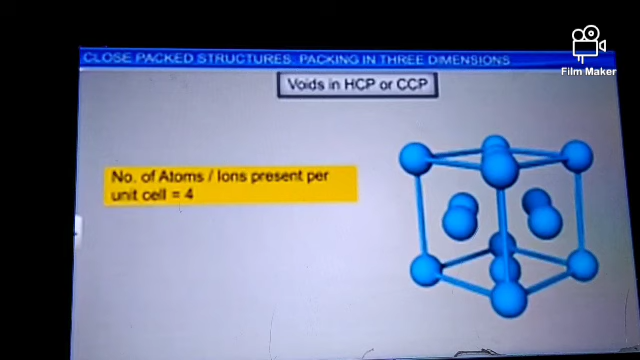 CLOSE PACKED STRUCTURES: PACKING IN THREE DIMENSIONS
Film Maker
Voids in HCP or CCP
No. of Atoms / Ions present per
unit cell = 4